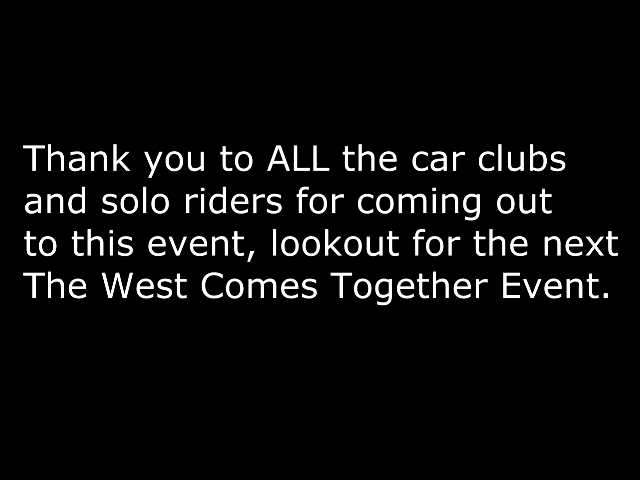 Thank you to ALL the car clubs
and solo riders for coming out
to this event, lookout for the next
The West Comes Together Event.